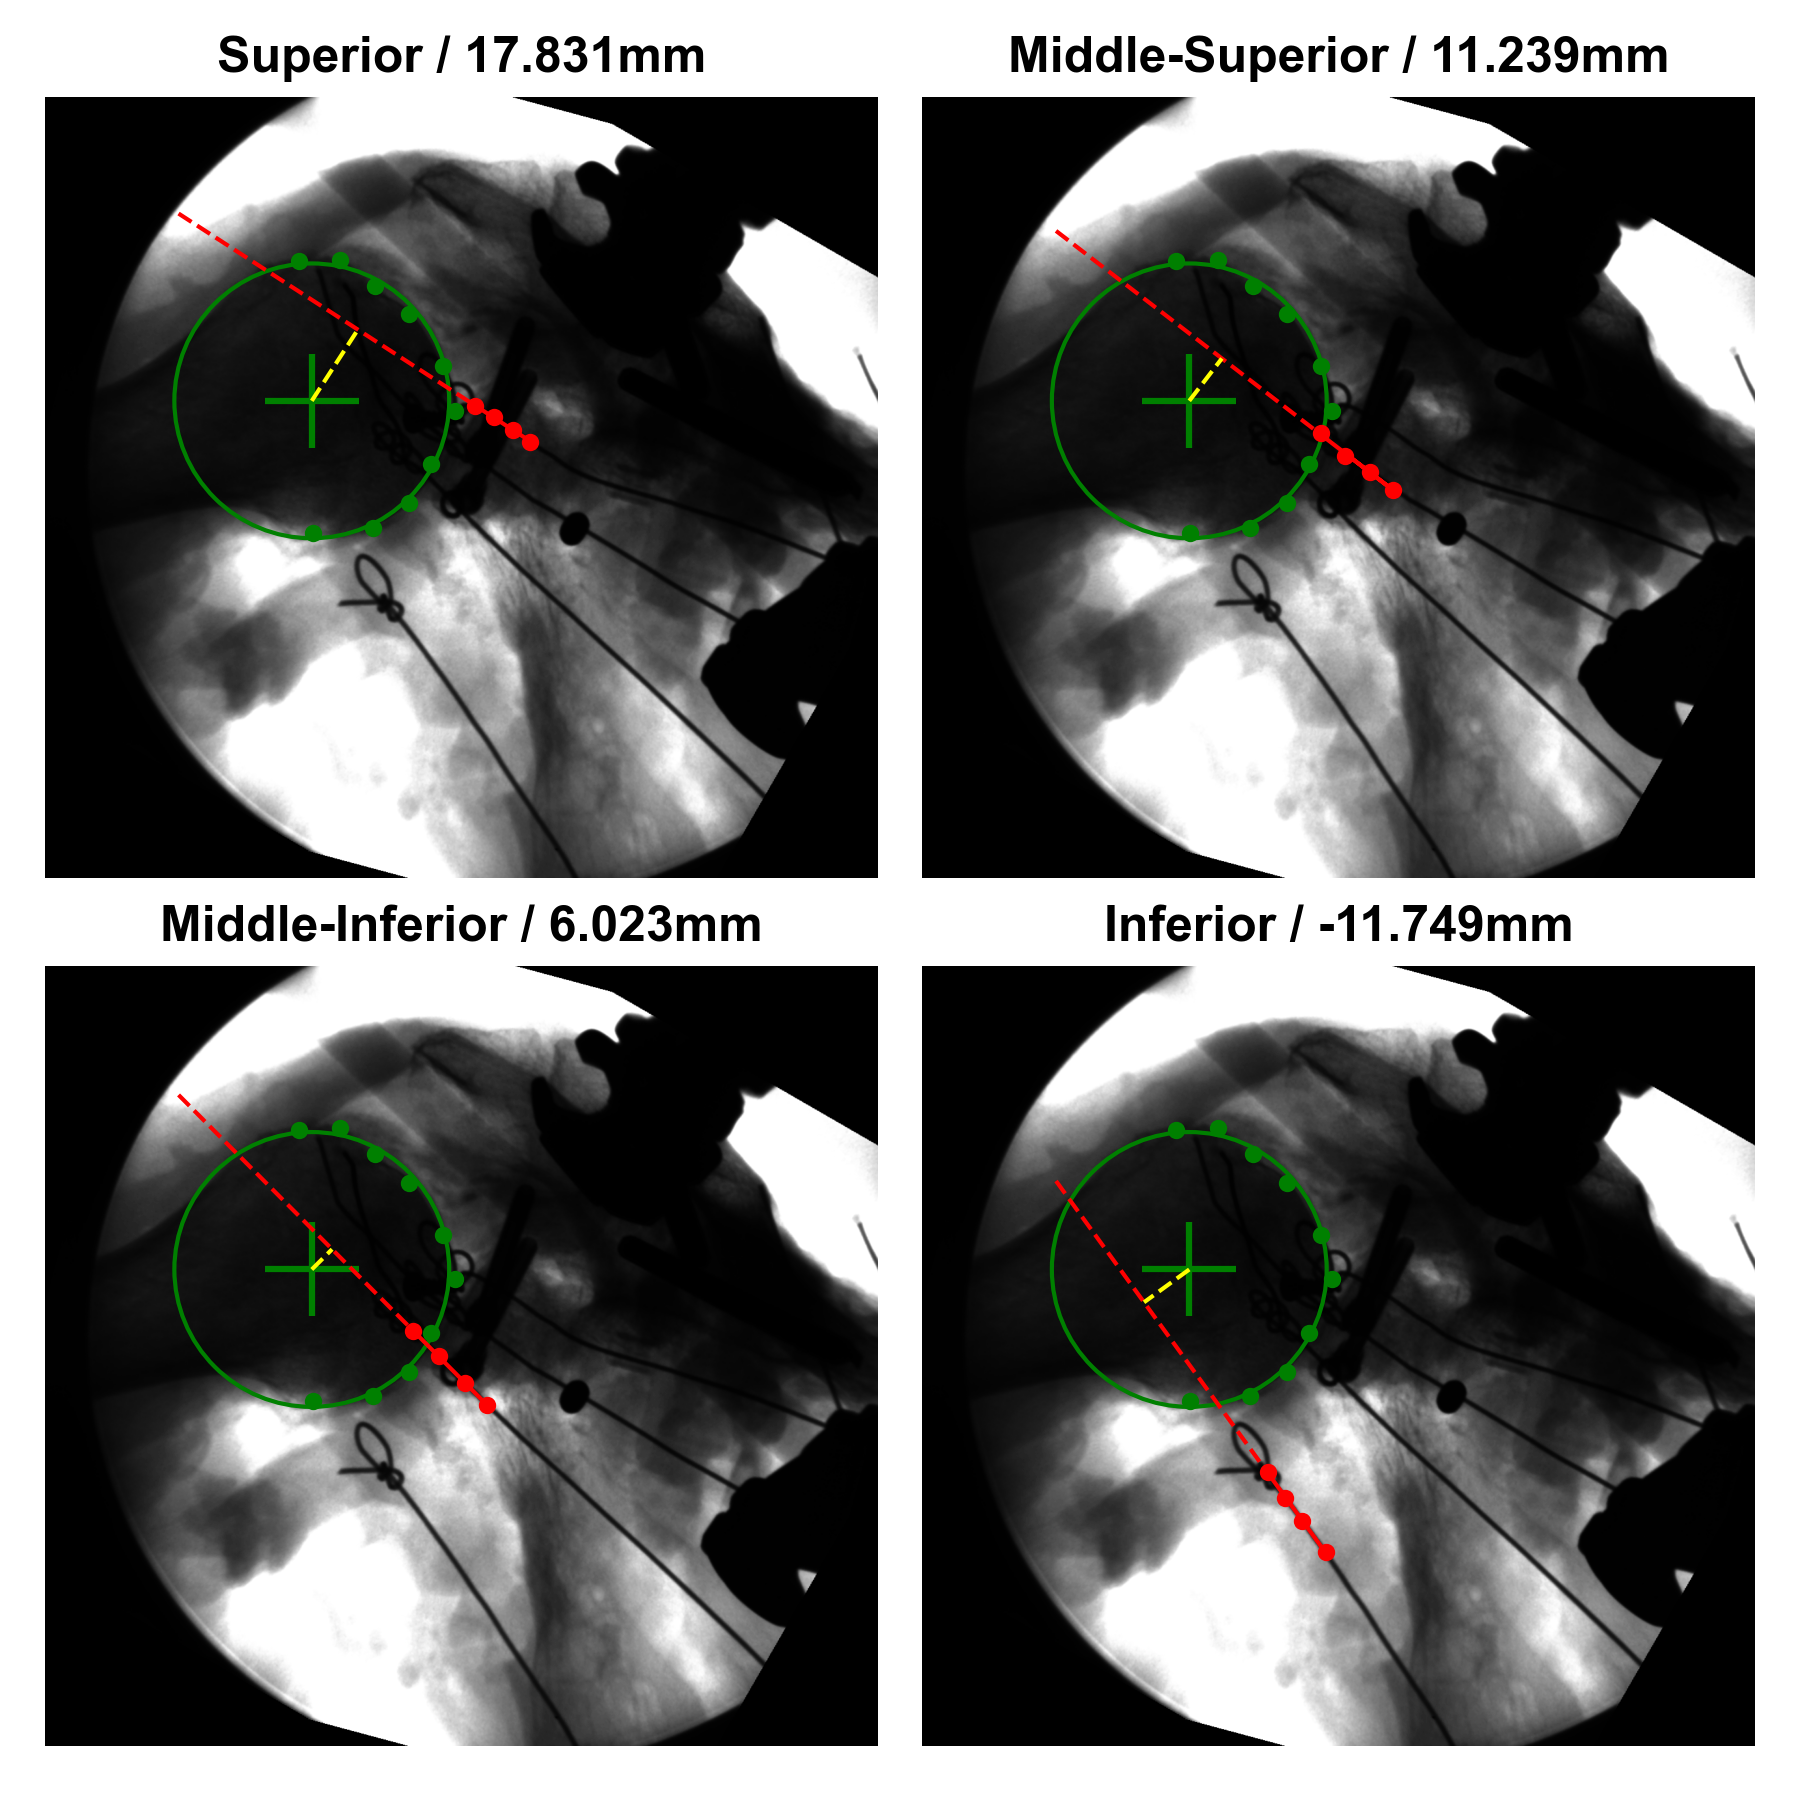 Superior / 17.831mm
Middle-Superior / 11.239mm
Middle-Inferior / 6.023mm
Inferior / -11.749mm